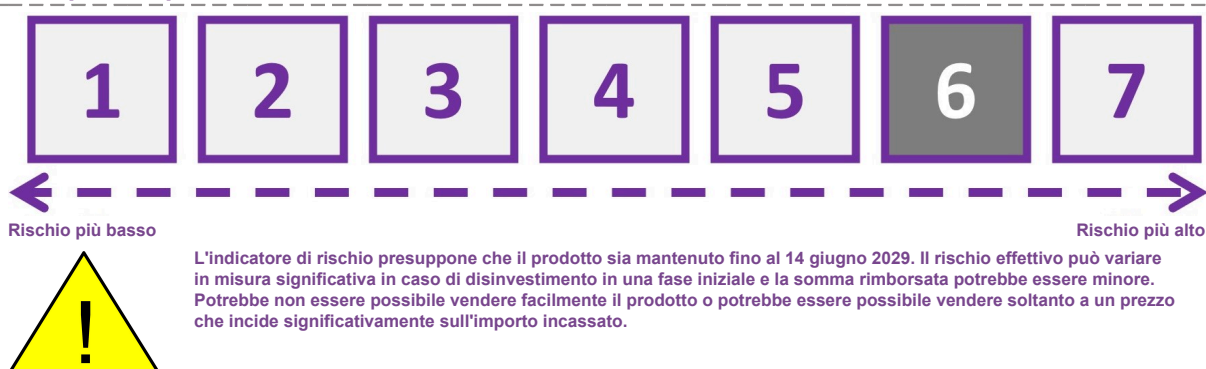 1 2 3 4 5 6 7
Rischio più basso Rischio più alto
!
L'indicatore di rischio presuppone che il prodotto sia mantenuto fino al 14 giugno 2029. Il rischio effettivo può variare
in misura significativa in caso di disinvestimento in una fase iniziale e la somma rimborsata potrebbe essere minore.
Potrebbe non essere possibile vendere facilmente il prodotto o potrebbe essere possibile vendere soltanto a un prezzo
che incide significativamente sull'importo incassato.